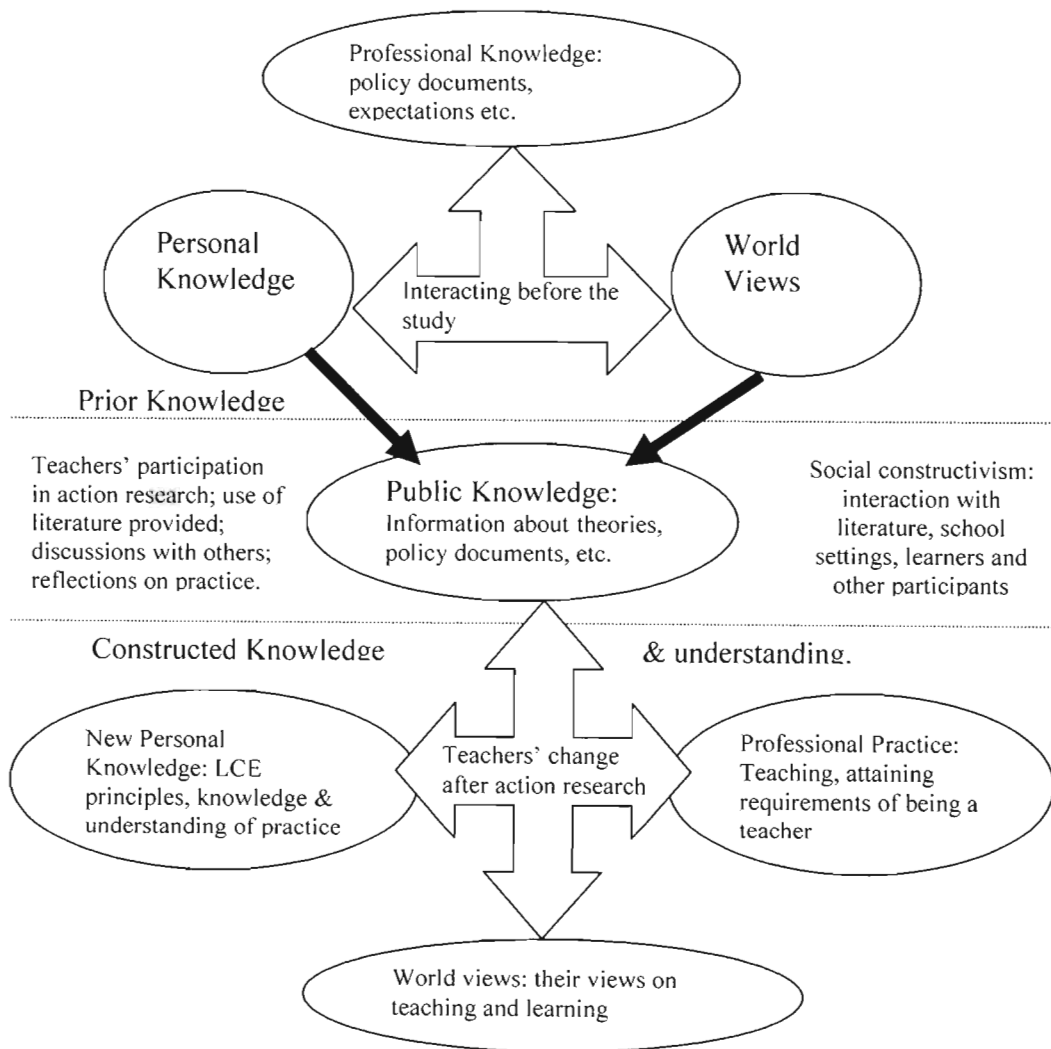 Professional Knowledge:
policy documents,
expectations etc.
Personal
Knowledge
World
Views
Interacting before the
study
Prior Knowledge
Teachers' participation
in action research; use of
literature provided;
discussions with others;
reflections on practice.
Public Knowledge:
Information about theories,
policy documents, etc.
Social constructivism:
interaction with
literature, school
settings, learners and
other participants
Constructed Knowledge
& understanding.
New Personal
Knowledge: LCE
principles, knowledge &
understanding of practice
Teachers' change
after action research
Professional Practice:
Teaching, attaining
requirements of being a
teacher
World views: their views on
teaching and learning